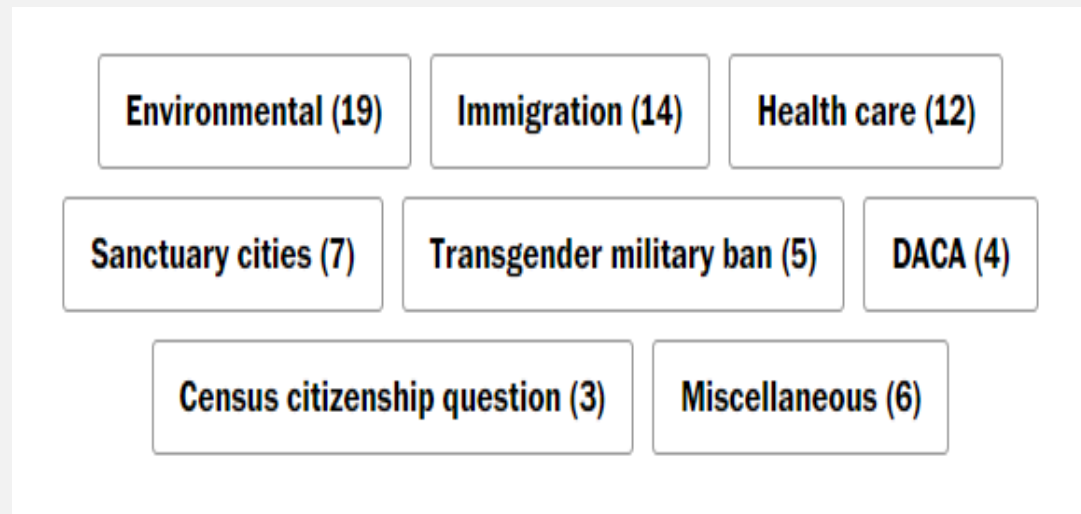 Environmental (19) Immigration (14) Health care (12)
Sanctuary cities (7) Transgender military ban (5) DACA (4)
Census citizenship question (3) Miscellaneous (6)